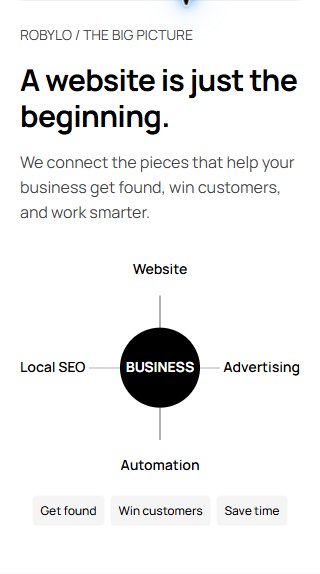 ROBYLO / THE BIG PICTURE
A website is just the
beginning.
We connect the pieces that help your
business get found, win customers,
and work smarter.
Website
Local SEO
BUSINESS
Advertising
Automation
Get found
Win customers
Save time